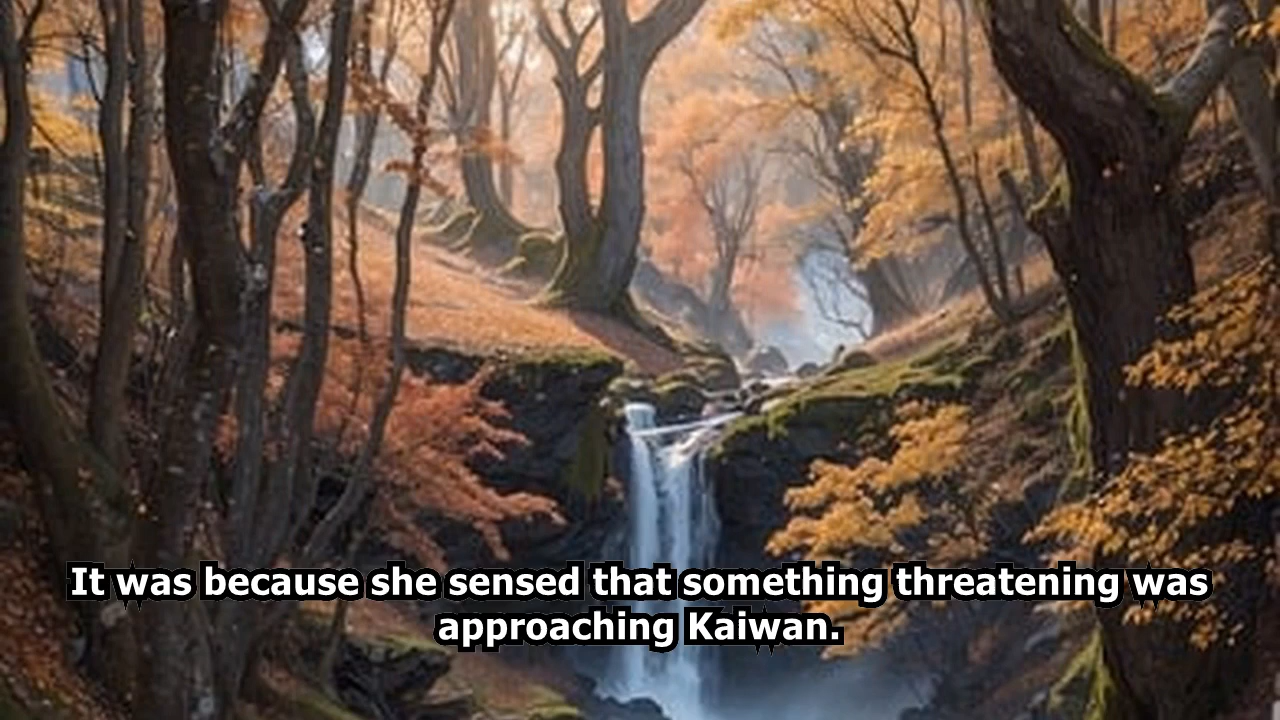 It was because she sensed that something threatening was
approaching Kaiwan.